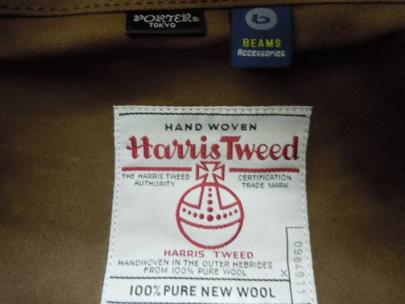 PORTER®
TOKYO
b
BEAMS
Accessories
HAND WOVEN
Harris Tweed
THE HARRIS TWEED
AUTHORITY
CERTIFICATION
TRADE MARK
HARRIS TWEED
HANDWOVEN IN THE OUTER HEBRIDES
FROM 100% PURE WOOL
X
100% PURE NEW WOOL